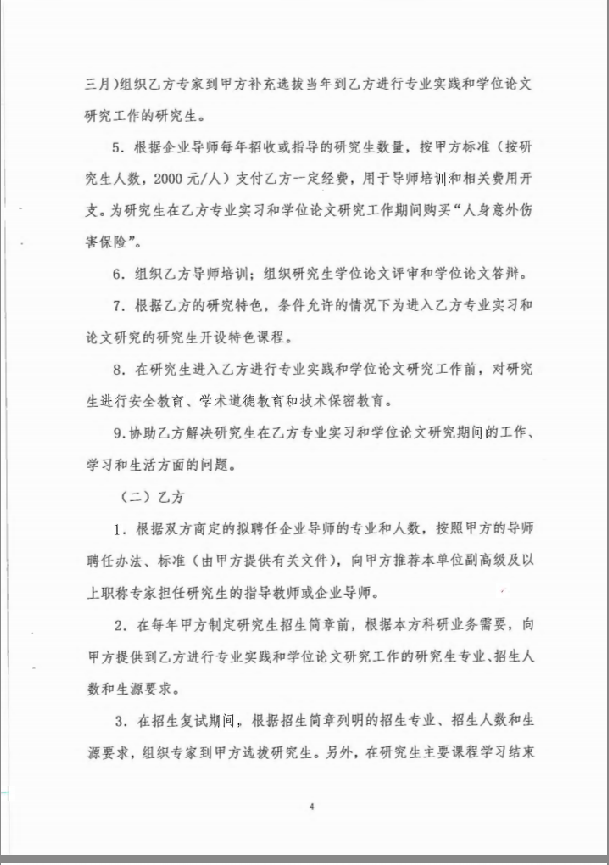 三月)组织乙方专家到甲方补充选拔当年到乙方进行专业实践和学位论文
研究工作的研究生。
5．根据企业导师每年招收或指导的研究生数量，按甲方标准（按研
究生人数，2000 元/人）支付乙方一定经费，用于导师培训和相关费用开
支。为研究生在乙方专业实习和学位论文研究工作期间购买“人身意外伤
害保险”。
6．组织乙方导师培训；组织研究生学位论文评审和学位论文答辩。
7．根据乙方的研究特色，条件允许的情况下为进入乙方专业实习和
论文研究的研究生开设特色课程。
8．在研究生进入乙方进行专业实践和学位论文研究工作前，对研究
生进行安全教育、学术道德教育和技术保密教育。
9.协助乙方解决研究生在乙方专业实习和学位论文研究期间的工作、
学习和生活方面的问题。
（二）乙方
1．根据双方商定的拟聘任企业导师的专业和人数，按照甲方的导师
聘任办法、标准（由甲方提供有关文件），向甲方推荐本单位副高级及以
上职称专家担任研究生的指导教师或企业导师。
2．在每年甲方制定研究生招生简章前，根据本方科研业务需要，向
甲方提供到乙方进行专业实践和学位论文研究工作的研究生专业、招生人
数和生源要求。
3．在招生复试期间，根据招生简章列明的招生专业、招生人数和生
源要求，组织专家到甲方选拔研究生。另外，在研究生主要课程学习结束
4